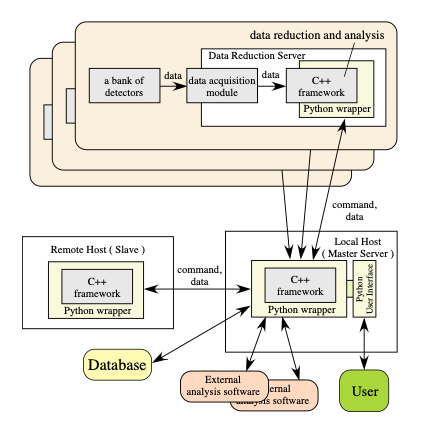 data reduction and analysis
Data Reduction Server
a bank of
detectors
data
data acquisition
module
data
C++
framework
Python wrapper
command,
data
Remote Host ( Slave )
C++
framework
Python wrapper
command,
data
Local Host
( Master Server )
C++
framework
Python wrapper
Python
User Interface
Database
External
analysis software
analysis software
User